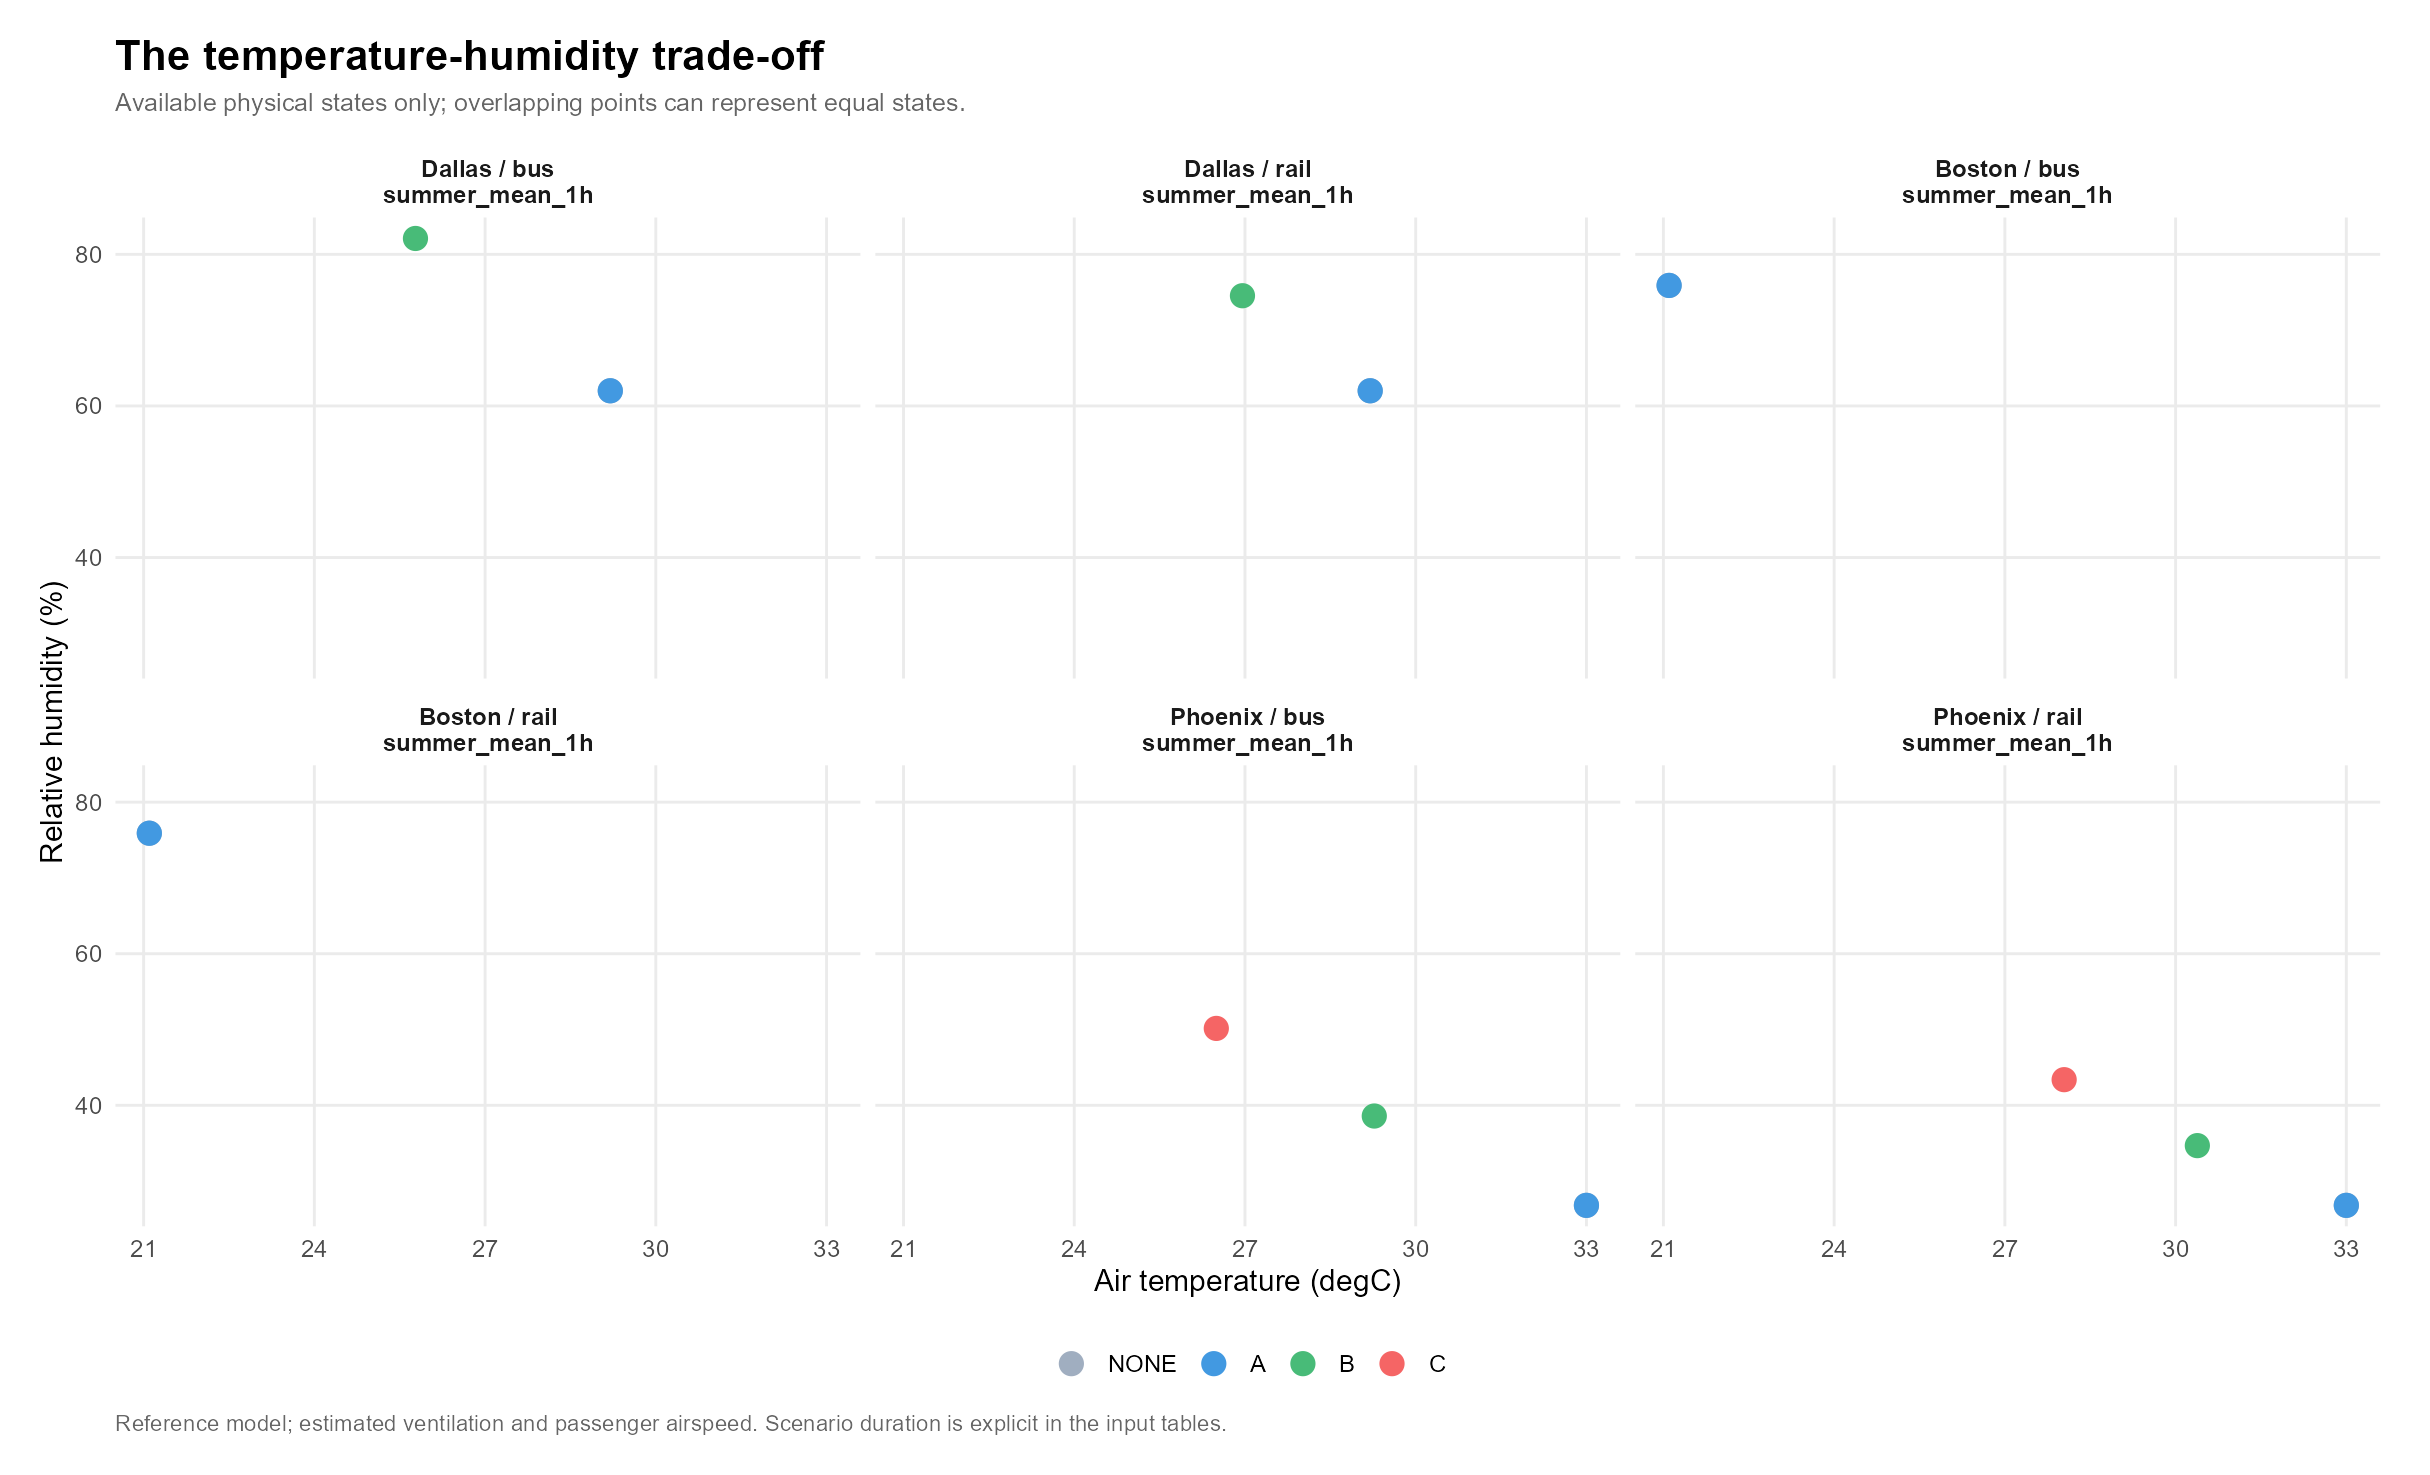 The temperature-humidity trade-off
Available physical states only; overlapping points can represent equal states.
Dallas / bus
summer_mean_1h
Dallas / rail
summer_mean_1h
Boston / bus
summer_mean_1h
80
60
40
Relative humidity (%)
Boston / rail
summer_mean_1h
Phoenix / bus
summer_mean_1h
Phoenix / rail
summer_mean_1h
80
60
40
21 24 27 30 33 21 24 27 30 33 21 24 27 30 33
Air temperature (degC)
NONE A B C
Reference model; estimated ventilation and passenger airspeed. Scenario duration is explicit in the input tables.